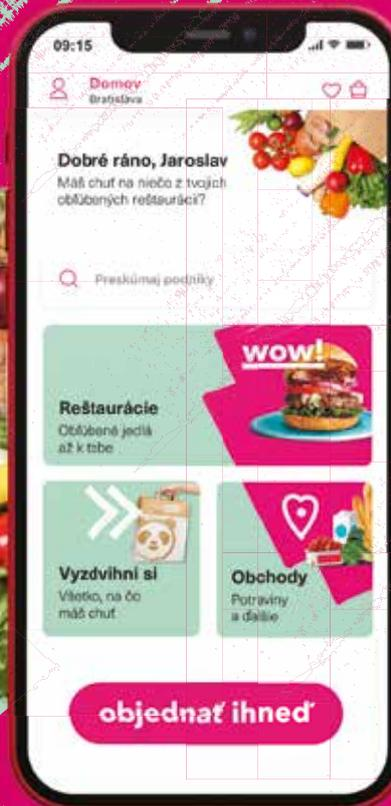 09:15
Domov
Bratislava
Dobré ráno, Jaroslav
Máš chuť na niečo z tvojich
obľúbených reštaurácií?
Preskúmaj podniky
wow!
Reštaurácie
Obľúbené jedlá
až k tebe
Vyzdvihni si
Všetko, na čo
máš chuť
Obchody
Potraviny
a ďalšie
objednať ihneď